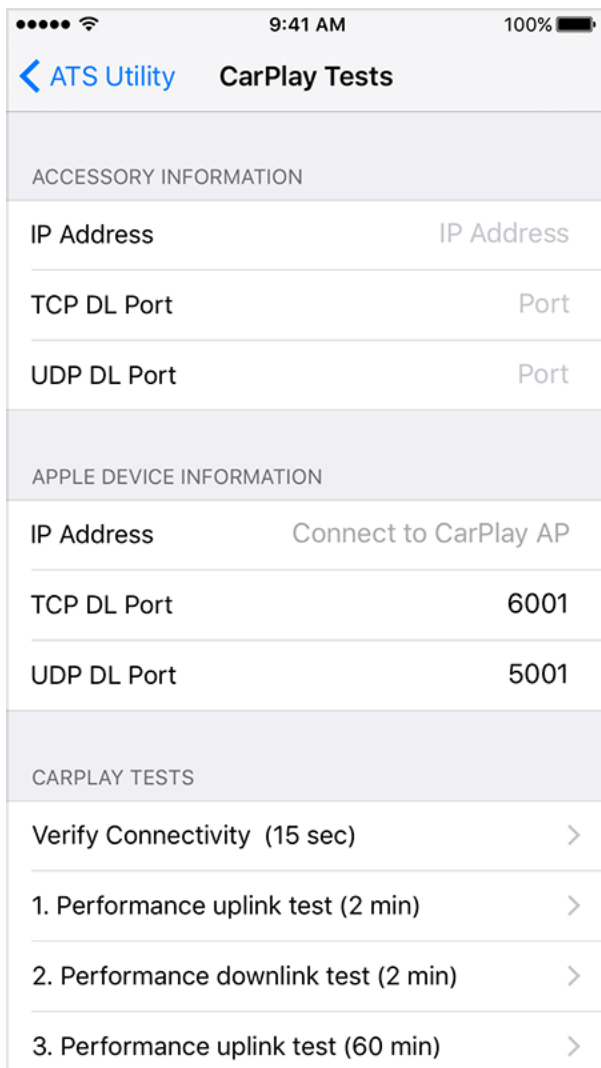 9:41 AM 100%
ATS Utility CarPlay Tests
ACCESSORY INFORMATION
IP Address IP Address
TCP DL Port Port
UDP DL Port Port
APPLE DEVICE INFORMATION
IP Address Connect to CarPlay AP
TCP DL Port 6001
UDP DL Port 5001
CARPLAY TESTS
Verify Connectivity (15 sec)
1. Performance uplink test (2 min)
2. Performance downlink test (2 min)
3. Performance uplink test (60 min)